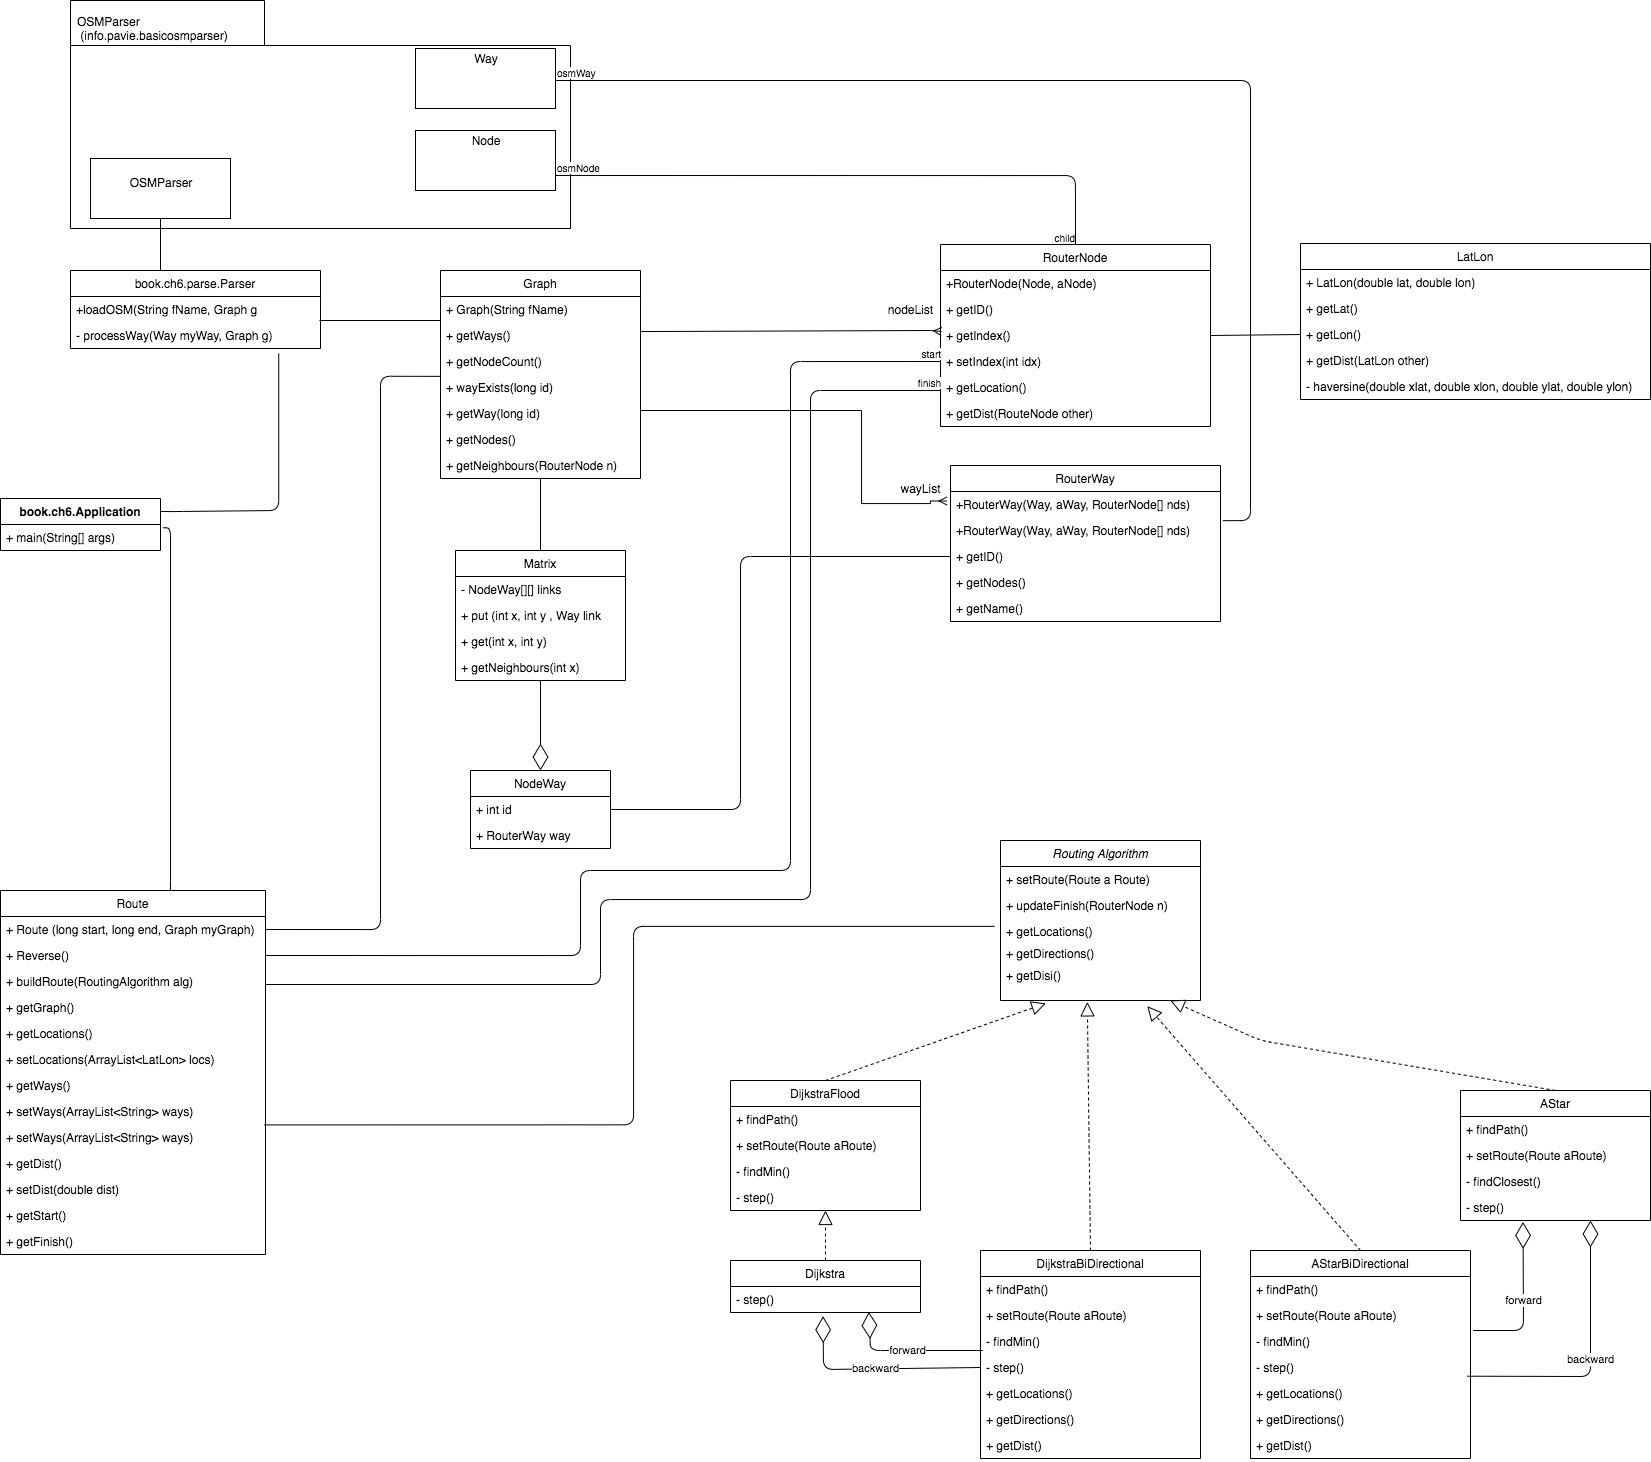 OSMParser
(info.pavie.basicosmparser)
Way
osmWay
Node
osmNode
OSMParser
child
book.ch6.parse.Parser
+loadOSM(String fName, Graph g
- processWay(Way myWay, Graph g)
Graph
+ Graph(String fName)
+ getWays()
+ getNodeCount()
+ wayExists(long id)
+ getWay(long id)
+ getNodes()
+ getNeighbours(RouterNode n)
nodeList
start
finish
RouterNode
+RouterNode(Node, aNode)
+ getID()
+ getIndex()
+ setIndex(int idx)
+ getLocation()
+ getDist(RouteNode other)
LatLon
+ LatLon(double lat, double lon)
+ getLat()
+ getLon()
+ getDist(LatLon other)
- haversine(double xlat, double xlon, double ylat, double ylon)
wayList
RouterWay
+RouterWay(Way, aWay, RouterNode[] nds)
+RouterWay(Way, aWay, RouterNode[] nds)
+ getID()
+ getNodes()
+ getName()
book.ch6.Application
+ main(String[] args)
Matrix
- NodeWay[][] links
+ put (int x, int y , Way link
+ get(int x, int y)
+ getNeighbours(int x)
NodeWay
+ int id
+ RouterWay way
Route
+ Route (long start, long end, Graph myGraph)
+ Reverse()
+ buildRoute(RoutingAlgorithm alg)
+ getGraph()
+ getLocations()
+ setLocations(ArrayList<LatLon> locs)
+ getWays()
+ setWays(ArrayList<String> ways)
+ setWays(ArrayList<String> ways)
+ getDist()
+ setDist(double dist)
+ getStart()
+ getFinish()
Routing Algorithm
+ setRoute(Route a Route)
+ updateFinish(RouterNode n)
+ getLocations()
+ getDirections()
+ getDisi()
DijkstraFlood
+ findPath()
+ setRoute(Route aRoute)
- findMin()
- step()
AStar
+ findPath()
+ setRoute(Route aRoute)
- findClosest()
- step()
Dijkstra
- step()
forward
backward
DijkstraBiDirectional
+ findPath()
+ setRoute(Route aRoute)
- findMin()
- step()
+ getLocations()
+ getDirections()
+ getDist()
AStarBiDirectional
+ findPath()
+ setRoute(Route aRoute)
- findMin()
- step()
+ getLocations()
+ getDirections()
+ getDist()
forward
backward